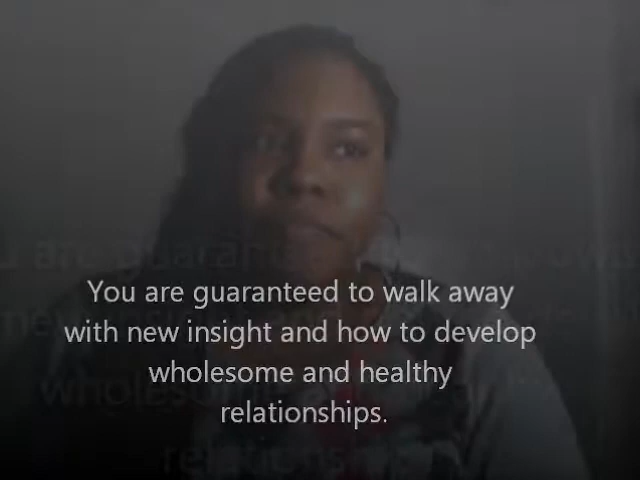 You are guaranteed to walk away
with new insight and how to develop
wholesome and healthy
relationships.